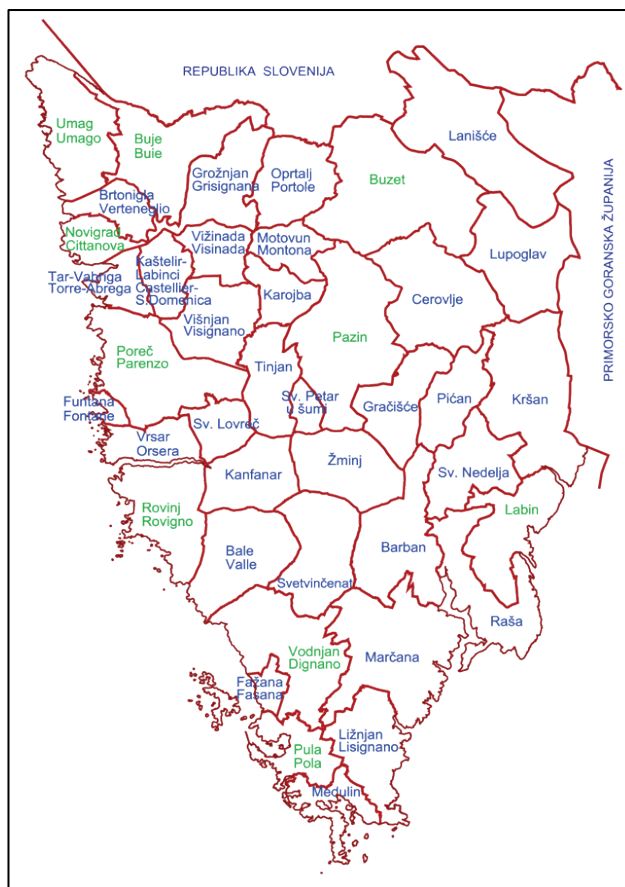 REPUBLIKA SLOVENIJA
PRIMORSKO GORANSKA ŽUPANIJA
Umag
Umago
Buje
Buie
Grožnjan
Grisignana
Oprtalj
Portole
Buzet
Lanišće
Brtonigla
Verteneglio
Novigrad
Cittanova
Vižinada
Visinada
Motovun
Montona
Lupoglav
Tar-Vabriga
Torre-Abrega
Kaštelir-
Labinci
Castellier-
S.Domenica
Karojba
Cerovlje
Višnjan
Visignano
Pazin
Poreč
Parenzo
Tinjan
Sv. Petar
u šumi
Gračišće
Pićan
Kršan
Funtana
Fontane
Vrsar
Orsera
Sv. Lovreč
Kanfanar
Žminj
Sv. Nedelja
Labin
Rovinj
Rovigno
Bale
Valle
Svetvinčenat
Barban
Raša
Vodnjan
Dignano
Marčana
Fažana
Fasana
Ližnjan
Lisignano
Pula
Pola
Medulin